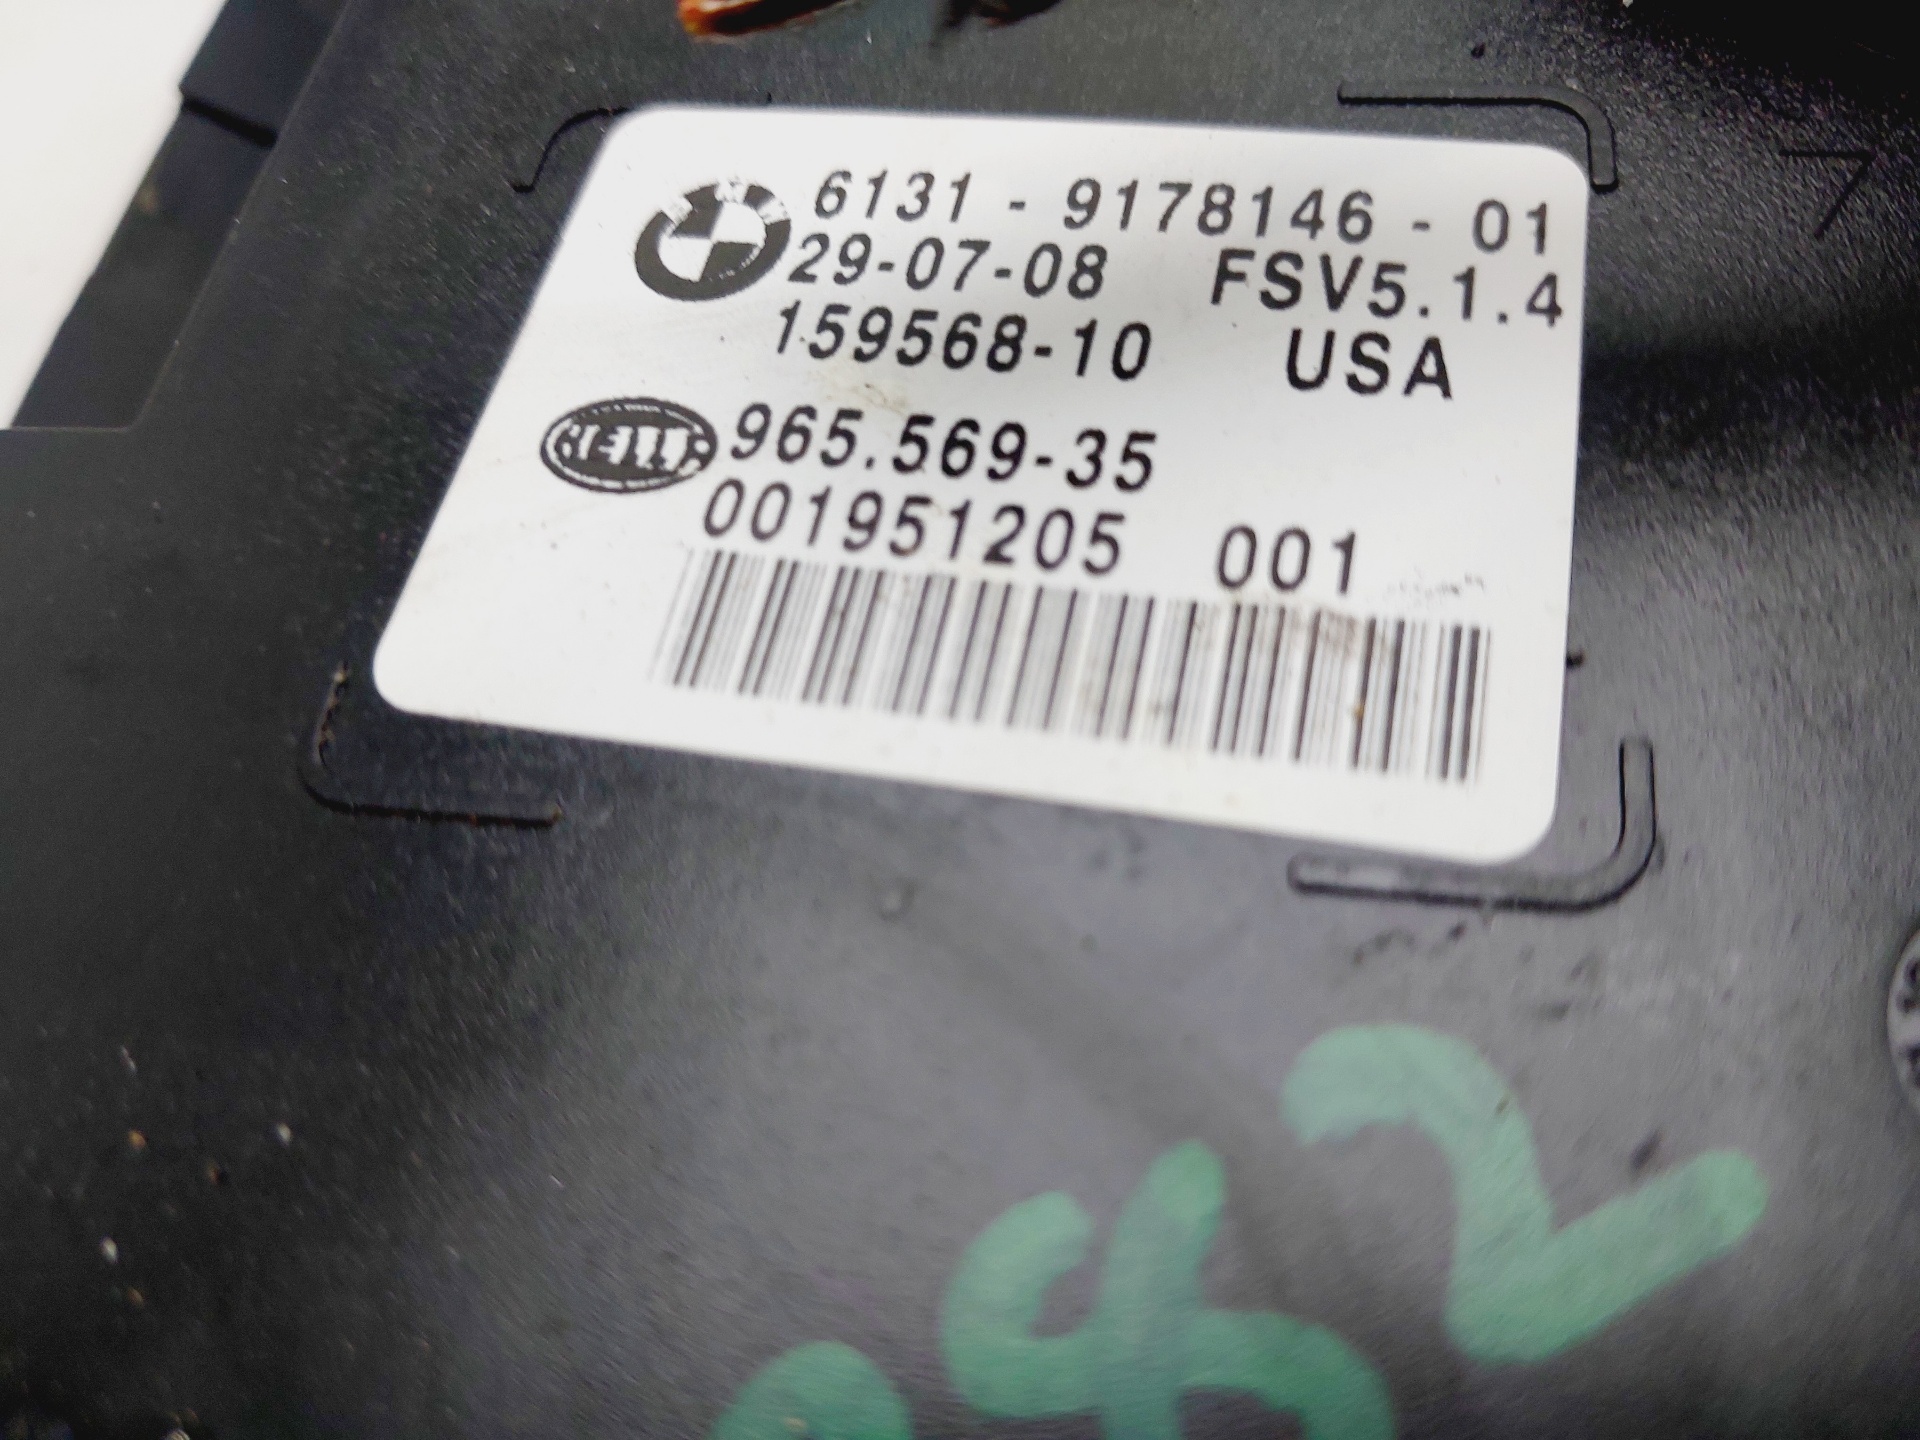 6131 - 9178146 - 01
29-07-08 FSV5.1.4
159568-10 USA
965.569-35
001951205 001